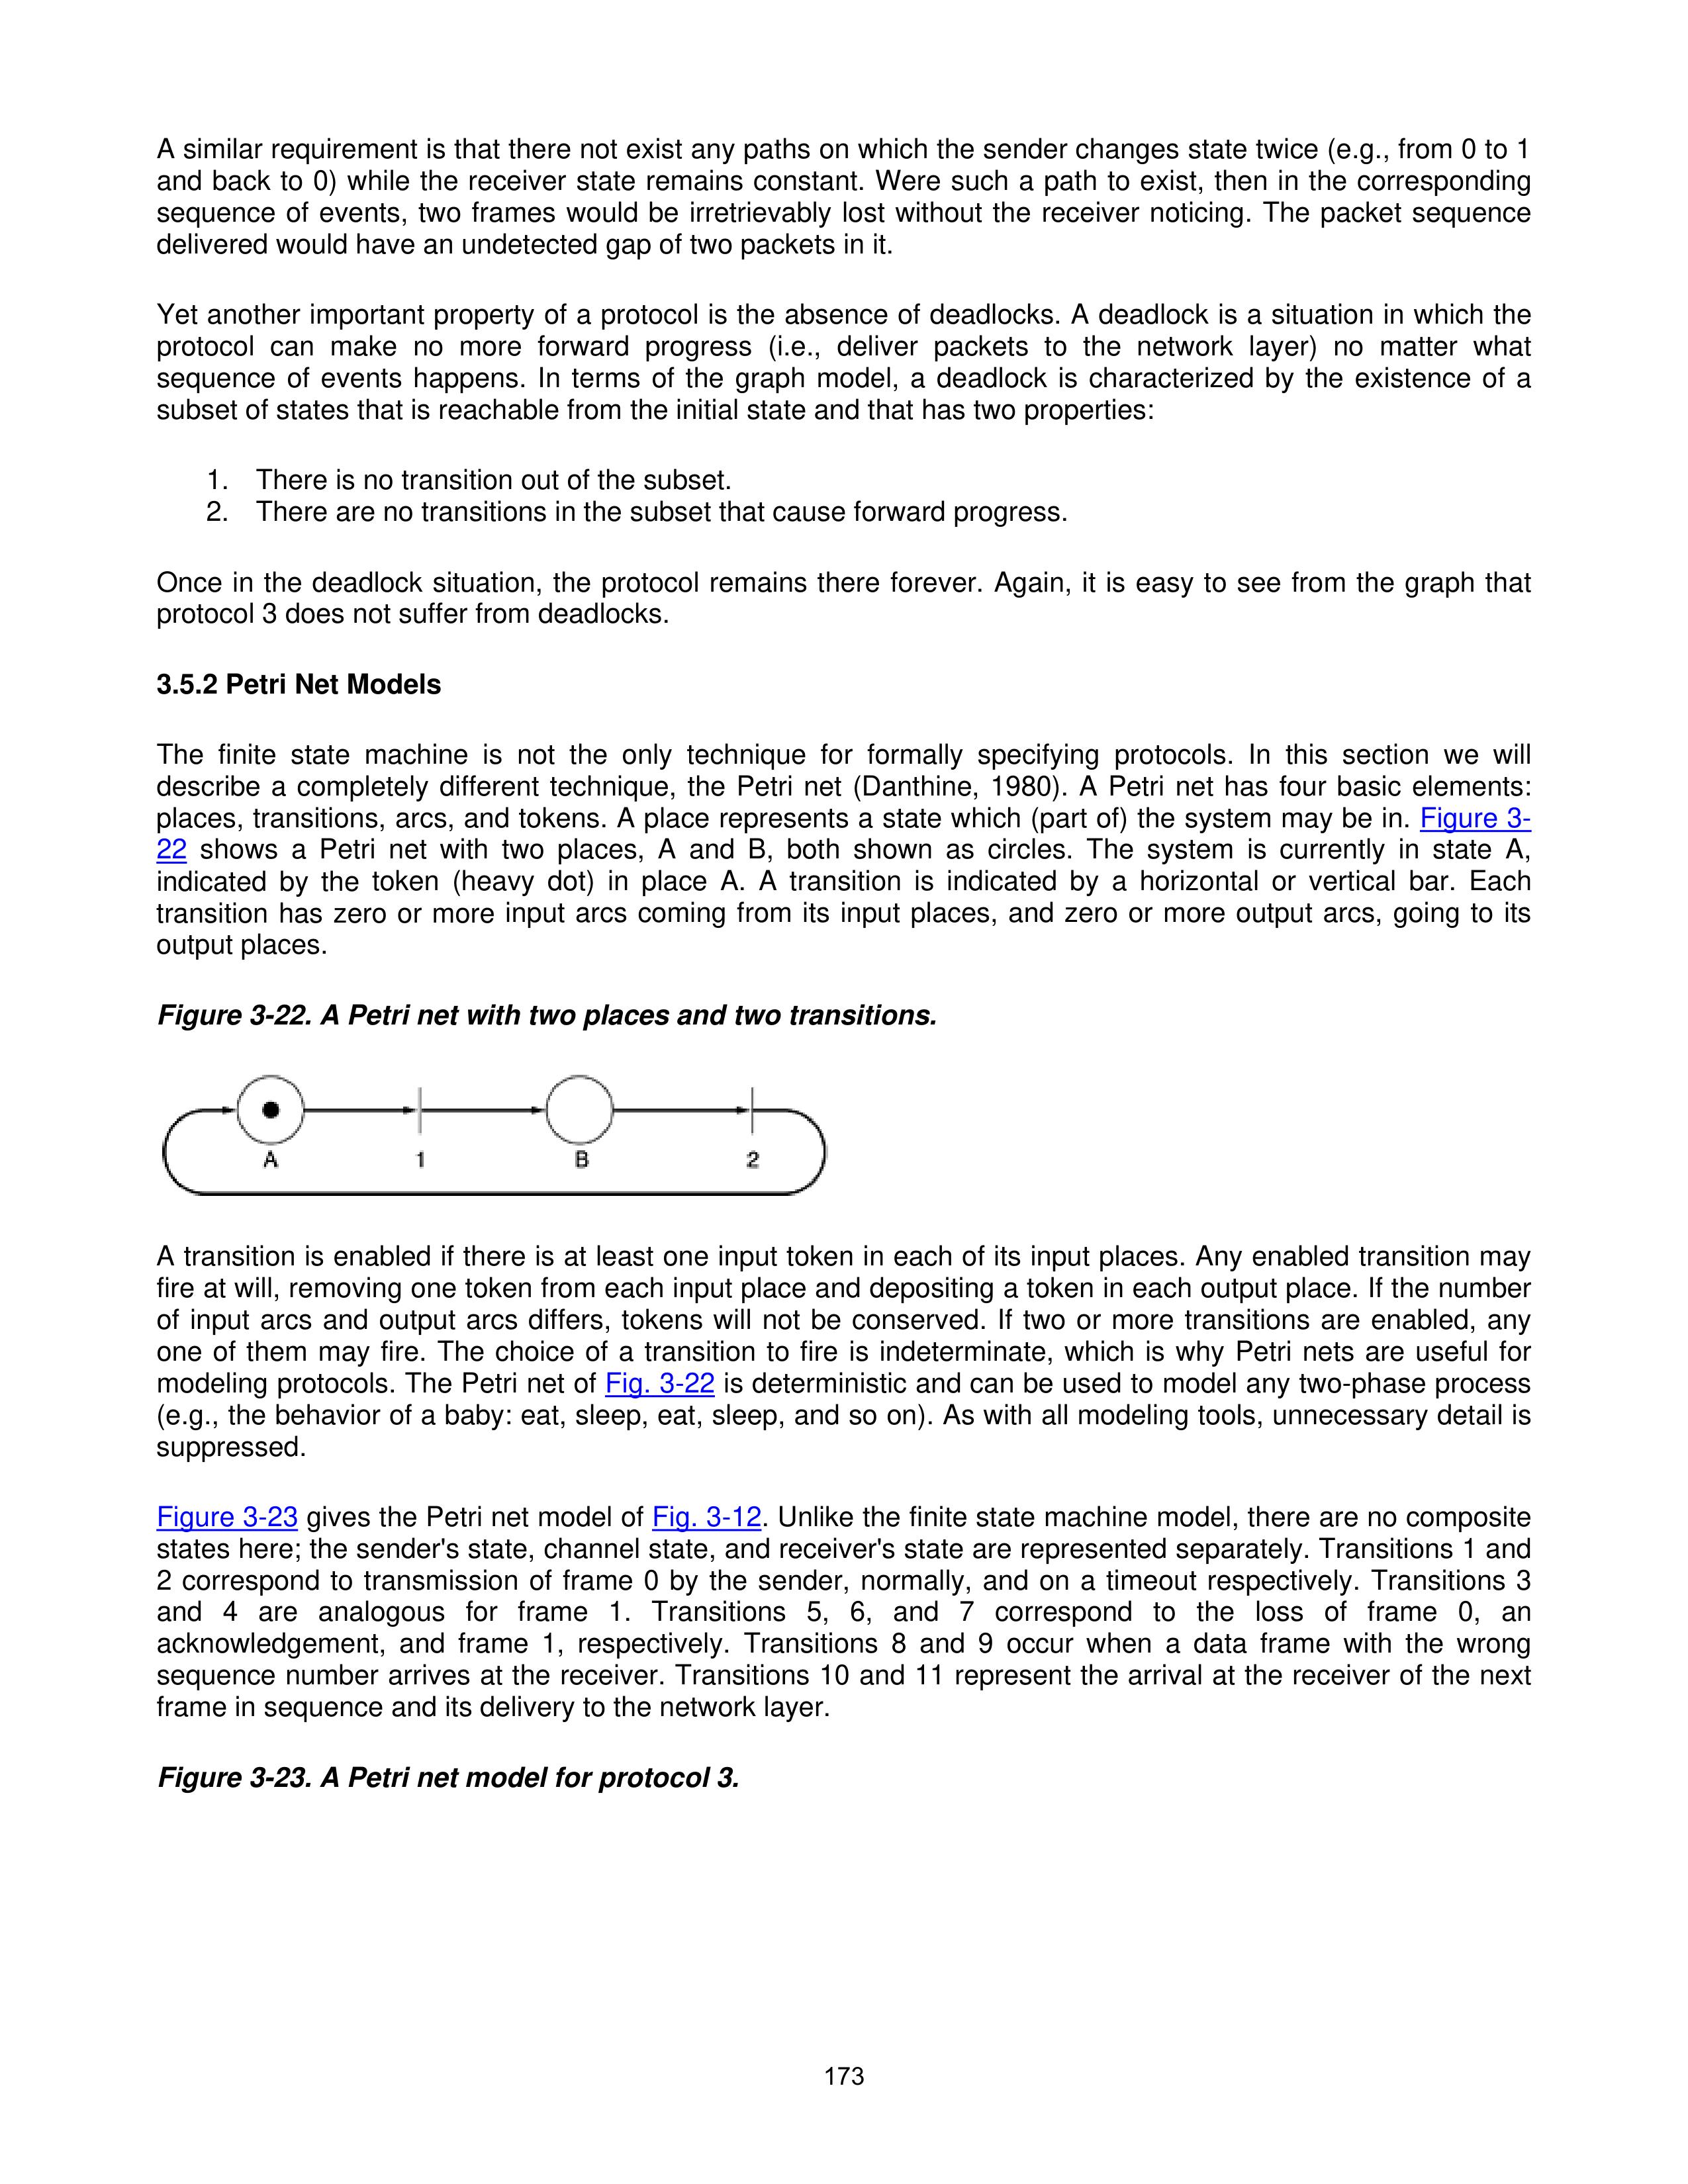 A similar requirement is that there not exist any paths on which the sender changes state twice (e.g., from 0 to 1
and back to 0) while the receiver state remains constant. Were such a path to exist, then in the corresponding
sequence of events, two frames would be irretrievably lost without the receiver noticing. The packet sequence
delivered would have an undetected gap of two packets in it.
Yet another important property of a protocol is the absence of deadlocks. A deadlock is a situation in which the
protocol can make no more forward progress (i.e., deliver packets to the network layer) no matter what
sequence of events happens. In terms of the graph model, a deadlock is characterized by the existence of a
subset of states that is reachable from the initial state and that has two properties:
1. There is no transition out of the subset.
2. There are no transitions in the subset that cause forward progress.
Once in the deadlock situation, the protocol remains there forever. Again, it is easy to see from the graph that
protocol 3 does not suffer from deadlocks.
3.5.2 Petri Net Models
The finite state machine is not the only technique for formally specifying protocols. In this section we will
describe a completely different technique, the Petri net (Danthine, 1980). A Petri net has four basic elements:
places, transitions, arcs, and tokens. A place represents a state which (part of) the system may be in. Figure 3-
22 shows a Petri net with two places, A and B, both shown as circles. The system is currently in state A,
indicated by the token (heavy dot) in place A. A transition is indicated by a horizontal or vertical bar. Each
transition has zero or more input arcs coming from its input places, and zero or more output arcs, going to its
output places.
Figure 3-22. A Petri net with two places and two transitions.
A 1 B 2
A transition is enabled if there is at least one input token in each of its input places. Any enabled transition may
fire at will, removing one token from each input place and depositing a token in each output place. If the number
of input arcs and output arcs differs, tokens will not be conserved. If two or more transitions are enabled, any
one of them may fire. The choice of a transition to fire is indeterminate, which is why Petri nets are useful for
modeling protocols. The Petri net of Fig. 3-22 is deterministic and can be used to model any two-phase process
(e.g., the behavior of a baby: eat, sleep, eat, sleep, and so on). As with all modeling tools, unnecessary detail is
suppressed.
Figure 3-23 gives the Petri net model of Fig. 3-12. Unlike the finite state machine model, there are no composite
states here; the sender's state, channel state, and receiver's state are represented separately. Transitions 1 and
2 correspond to transmission of frame 0 by the sender, normally, and on a timeout respectively. Transitions 3
and 4 are analogous for frame 1. Transitions 5, 6, and 7 correspond to the loss of frame 0, an
acknowledgement, and frame 1, respectively. Transitions 8 and 9 occur when a data frame with the wrong
sequence number arrives at the receiver. Transitions 10 and 11 represent the arrival at the receiver of the next
frame in sequence and its delivery to the network layer.
Figure 3-23. A Petri net model for protocol 3.
173